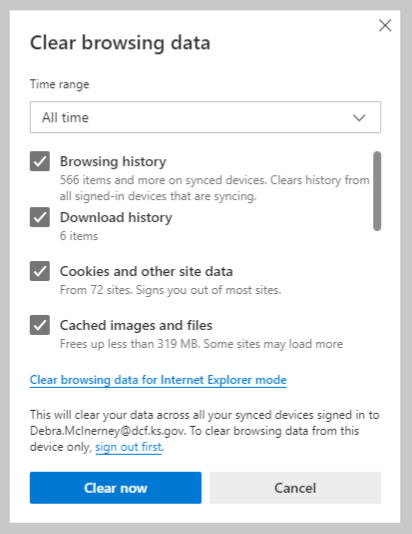 Clear browsing data
Time range
All time
Browsing history
566 items and more on synced devices. Clears history from
all signed-in devices that are syncing.
Download history
6 items
Cookies and other site data
From 72 sites. Signs you out of most sites.
Cached images and files
Frees up less than 319 MB. Some sites may load more
Clear browsing data for Internet Explorer mode
This will clear your data across all your synced devices signed in to
Debra.McInerney@dcf.ks.gov. To clear browsing data from this
device only, sign out first.
Clear now
Cancel